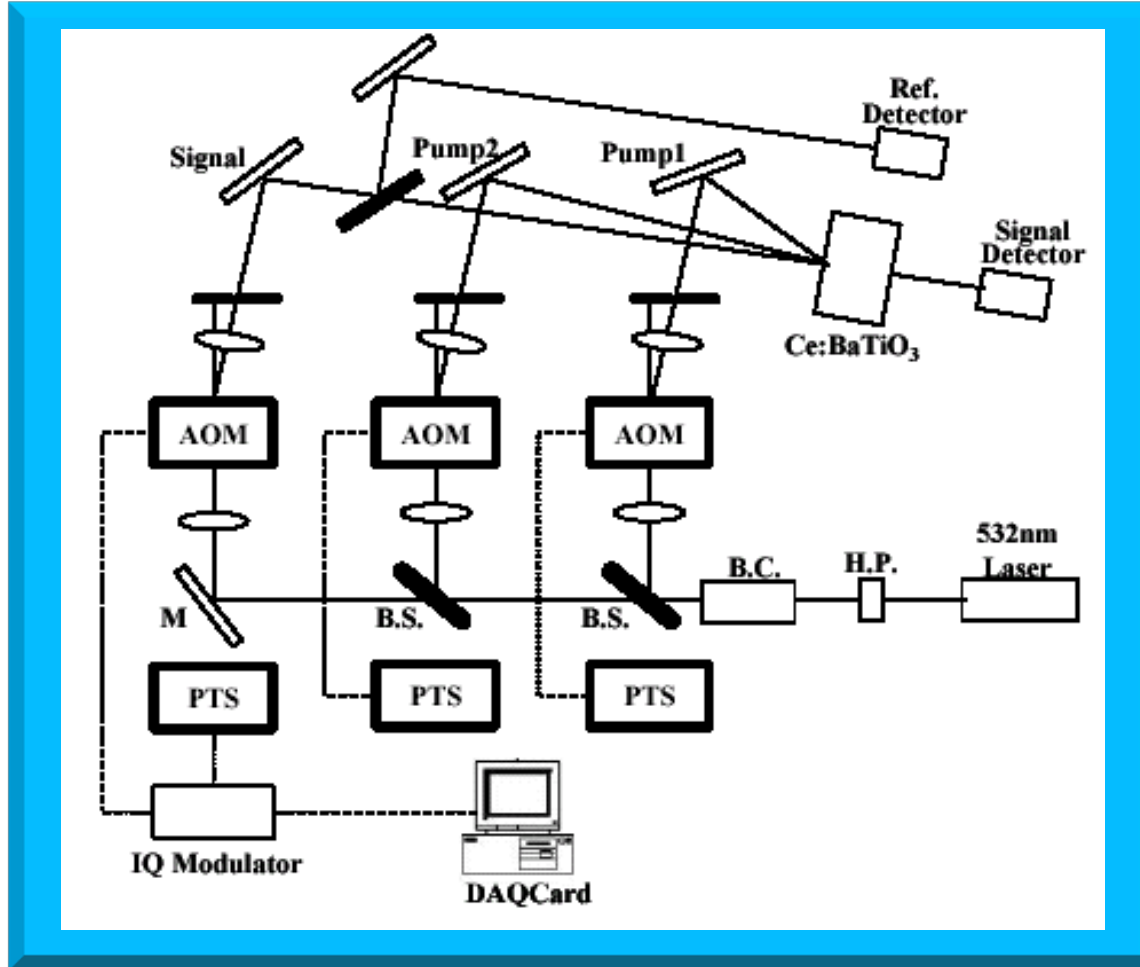 Ref.
Detector
Signal
Pump2
Pump1
Signal
Detector
Ce:BaTiO3
AOM
AOM
AOM
532nm
Laser
H.P.
B.C.
M
B.S.
B.S.
PTS
PTS
PTS
IQ Modulator
DAQCard